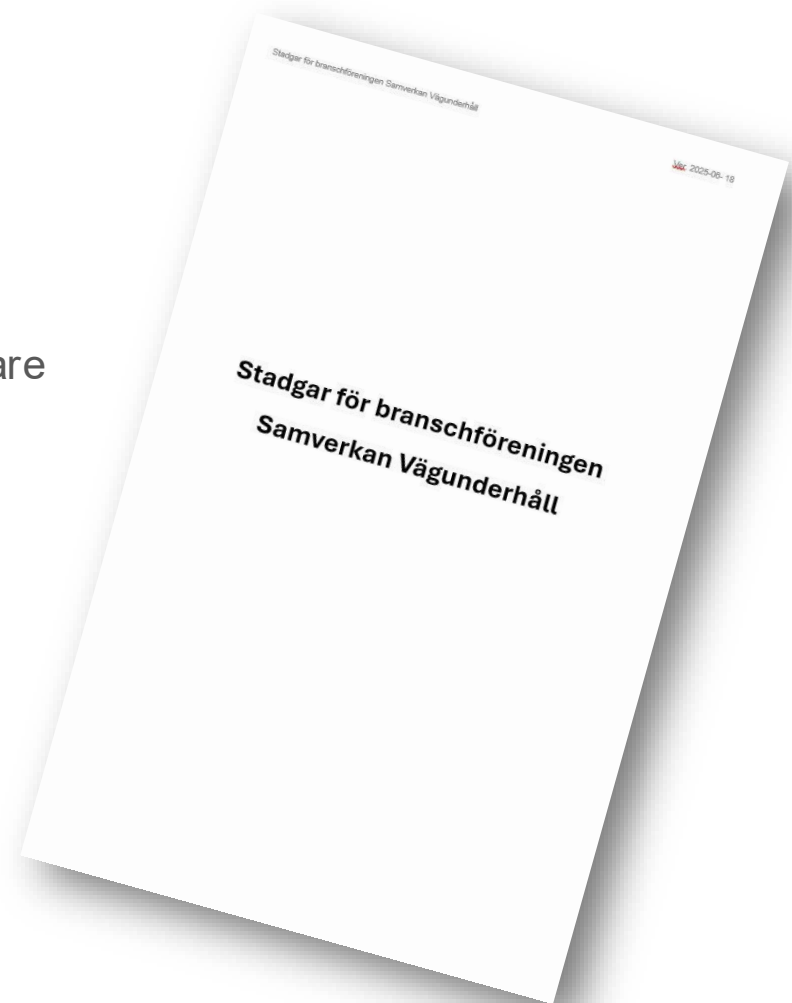 Stadgar för branschföreningen Samverkan Vägunderhåll
Ver. 2025-06- 18
are
Stadgar för branschföreningen
Samverkan Vägunderhåll